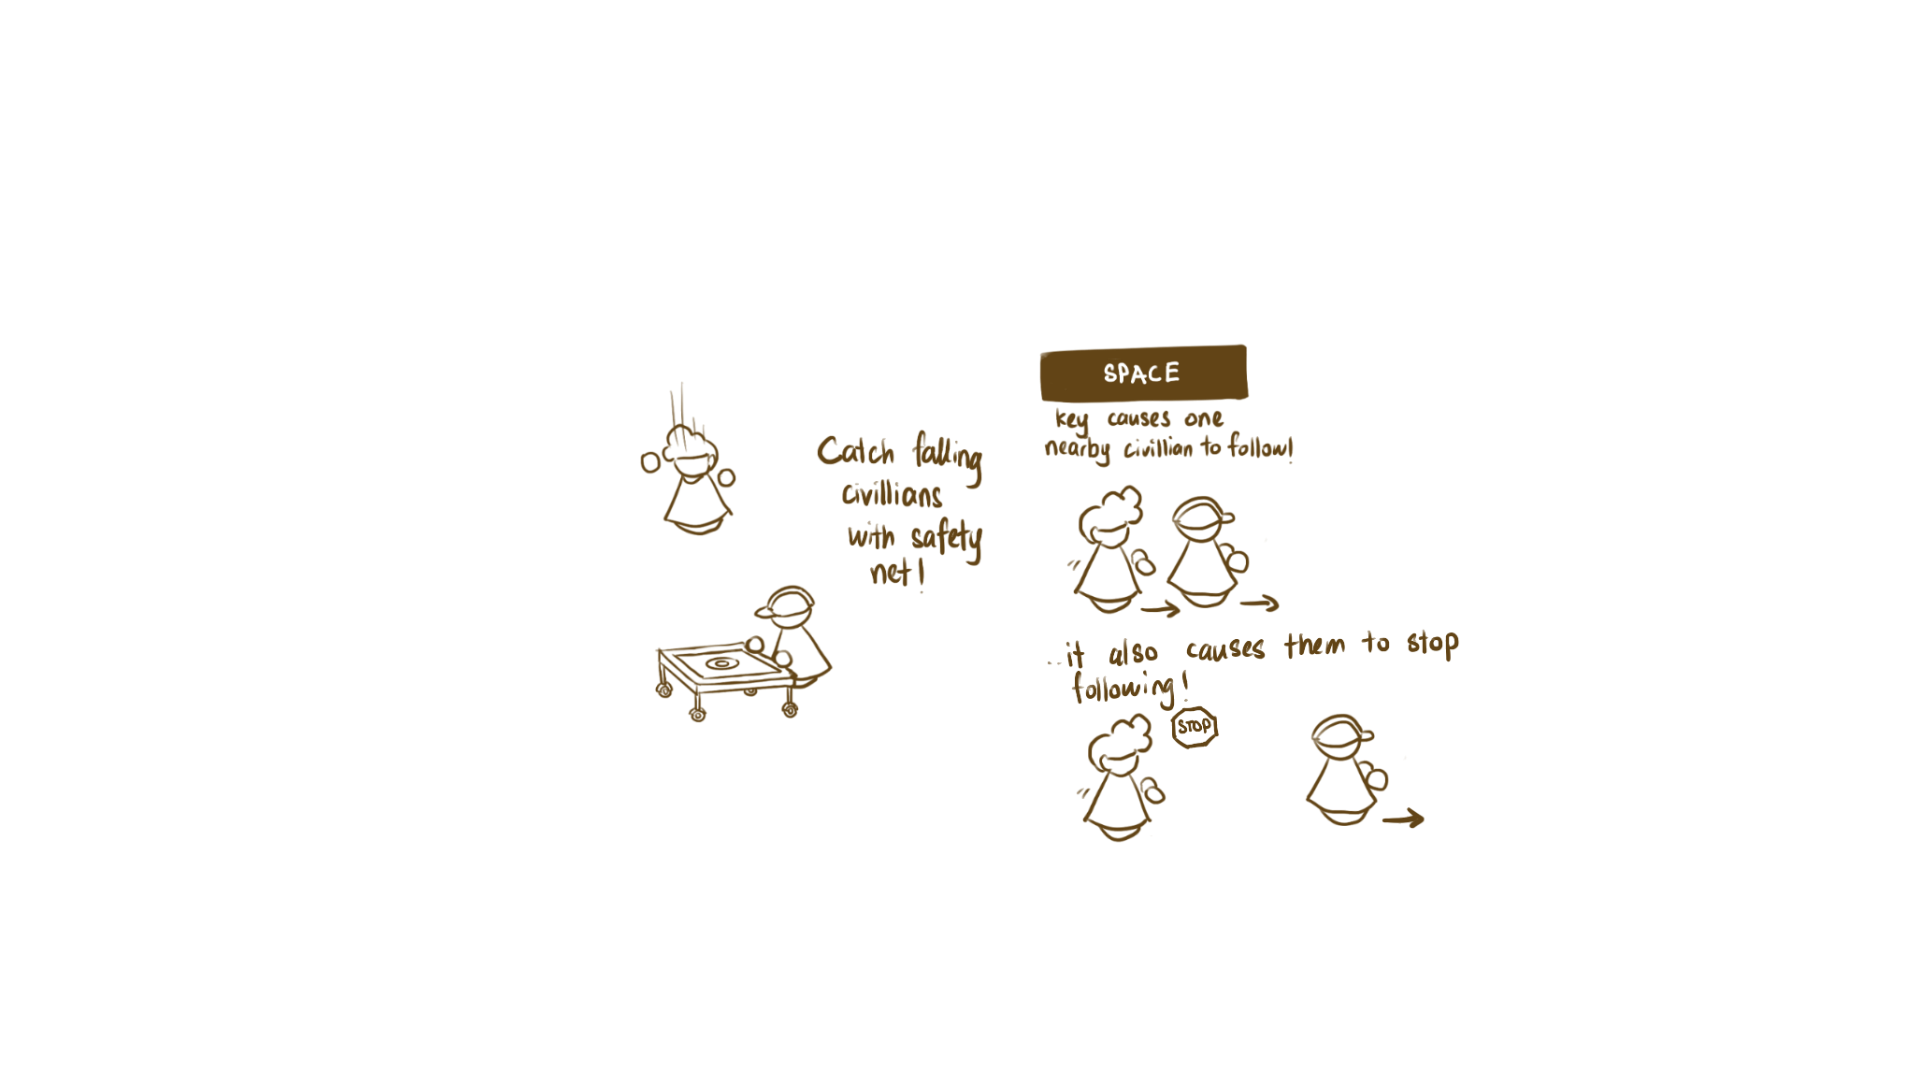 Catch falling
civillians
with safety
net!
SPACE
key causes one
nearby civillian to follow!
..it also causes them to stop
following!
STOP